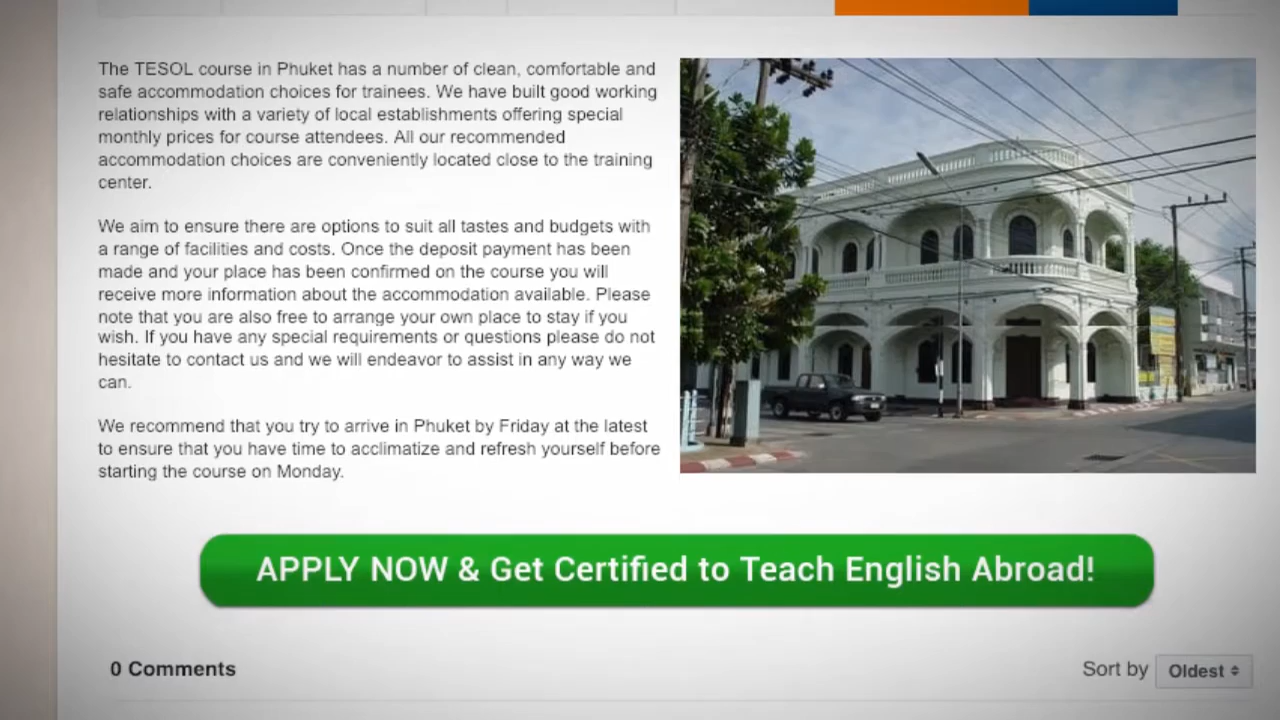 The TESOL course in Phuket has a number of clean, comfortable and
safe accommodation choices for trainees. We have built good working
relationships with a variety of local establishments offering special
monthly prices for course attendees. All our recommended
accommodation choices are conveniently located close to the training
center.
We aim to ensure there are options to suit all tastes and budgets with
a range of facilities and costs. Once the deposit payment has been
made and your place has been confirmed on the course you will
receive more information about the accommodation available. Please
note that you are also free to arrange your own place to stay if you
wish. If you have any special requirements or questions please do not
hesitate to contact us and we will endeavor to assist in any way we
can.
We recommend that you try to arrive in Phuket by Friday at the latest
to ensure that you have time to acclimatize and refresh yourself before
starting the course on Monday.
APPLY NOW & Get Certified to Teach English Abroad!
0 Comments
Sort by Oldest